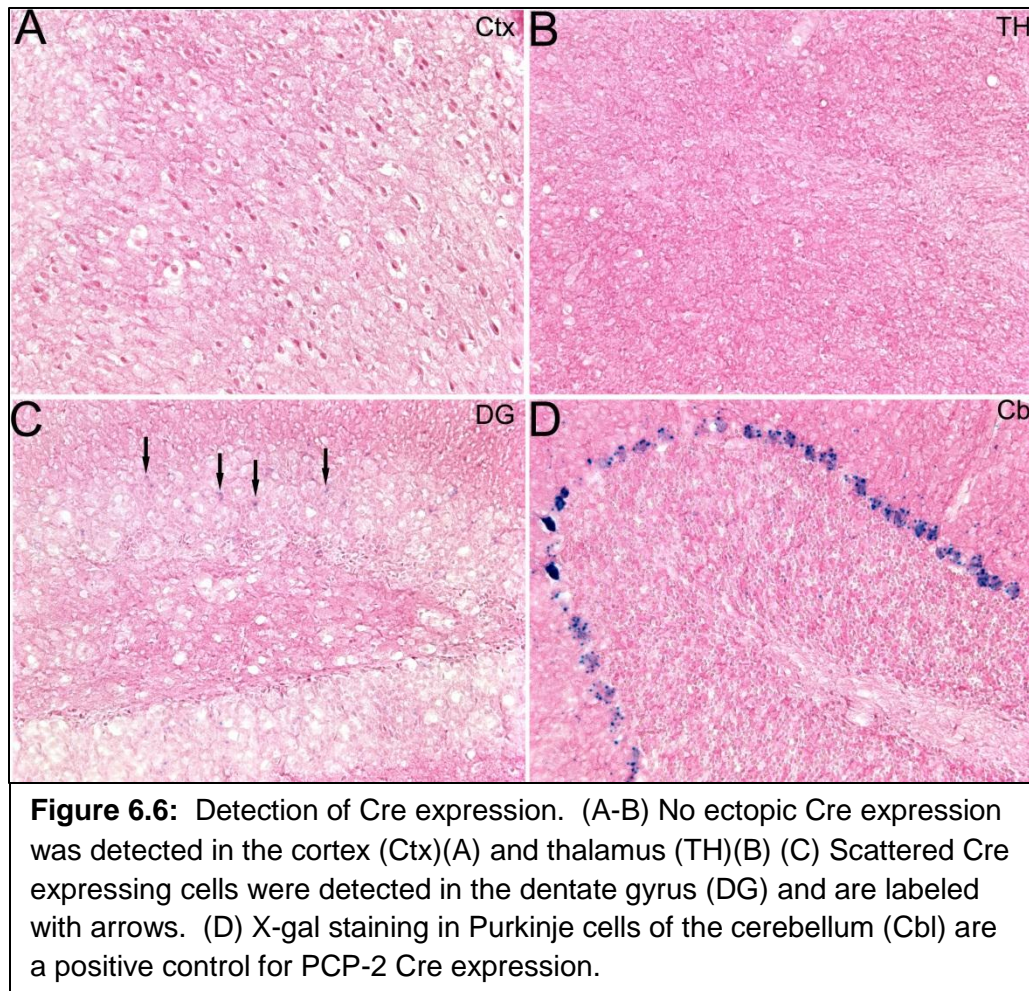 A
Ctx
B
TH
C
DG
D
Cb
Figure 6.6: Detection of Cre expression. (A-B) No ectopic Cre expression
was detected in the cortex (Ctx)(A) and thalamus (TH)(B) (C) Scattered Cre
expressing cells were detected in the dentate gyrus (DG) and are labeled
with arrows. (D) X-gal staining in Purkinje cells of the cerebellum (Cbl) are
a positive control for PCP-2 Cre expression.